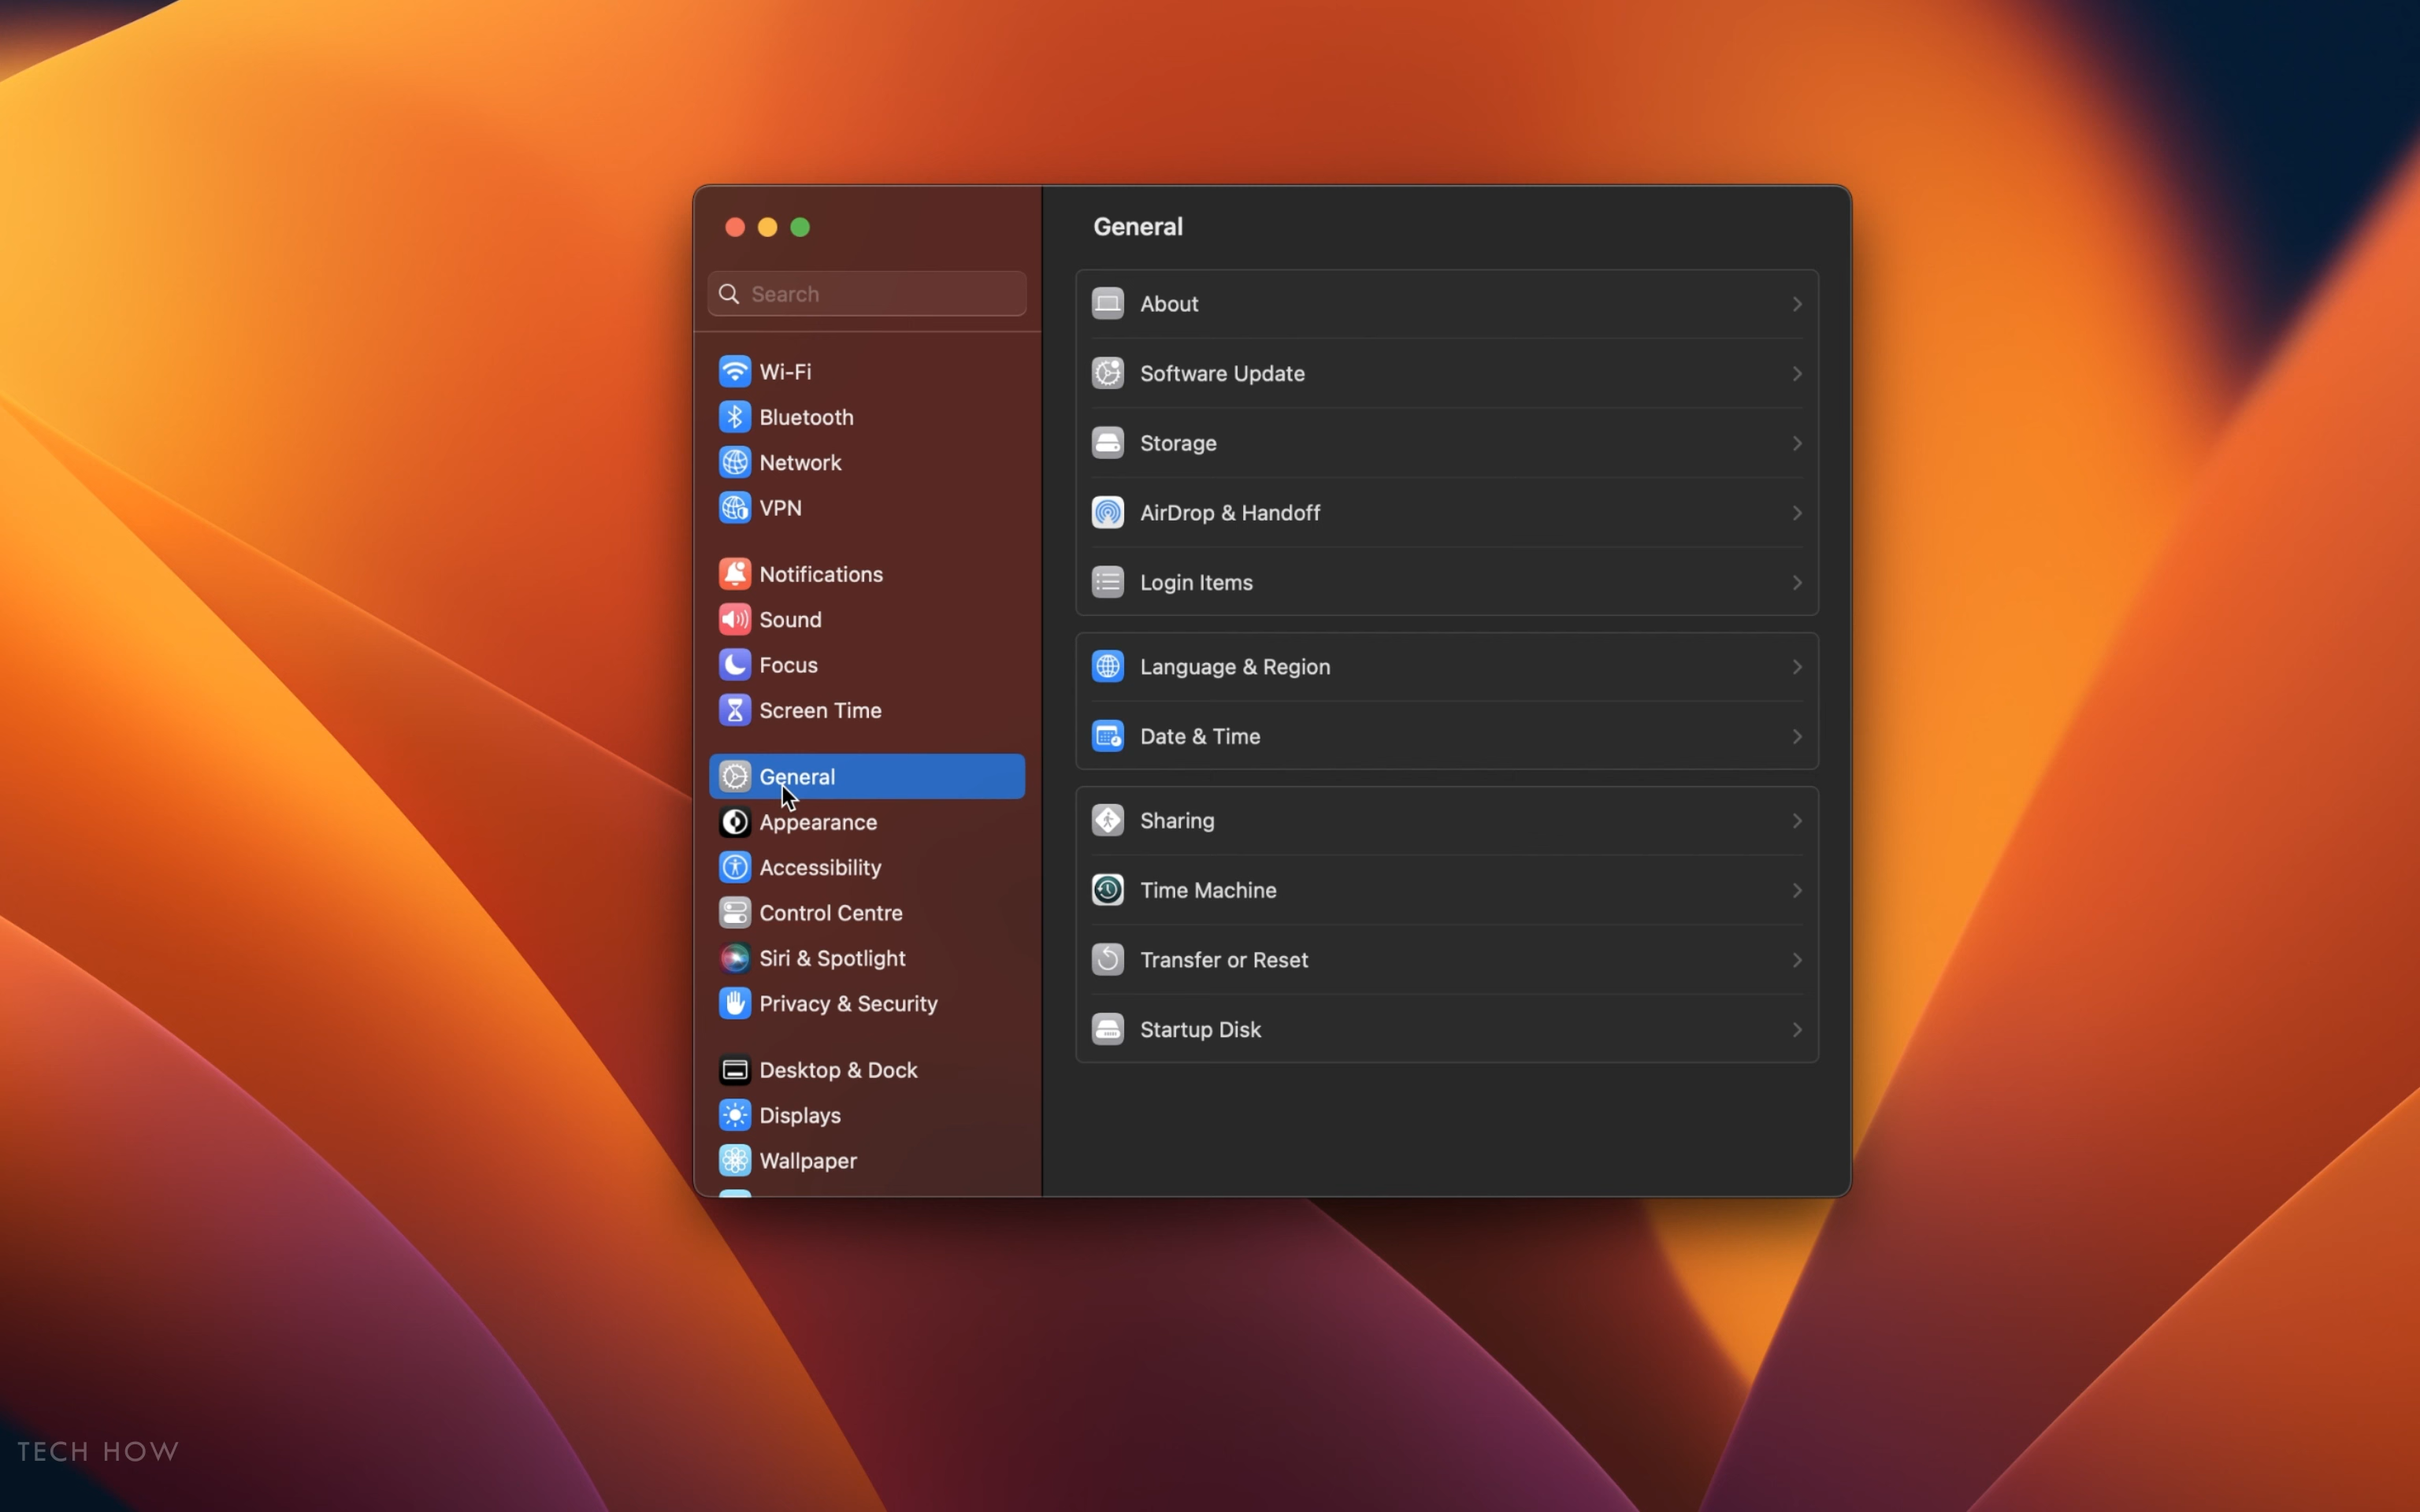 General
Search
Wi-Fi
Bluetooth
Network
VPN
Notifications
Sound
Focus
Screen Time
General
Appearance
Accessibility
Control Centre
Siri & Spotlight
Privacy & Security
Desktop & Dock
Displays
Wallpaper
About
Software Update
Storage
AirDrop & Handoff
Login Items
Language & Region
Date & Time
Sharing
Time Machine
Transfer or Reset
Startup Disk
TECH HOW